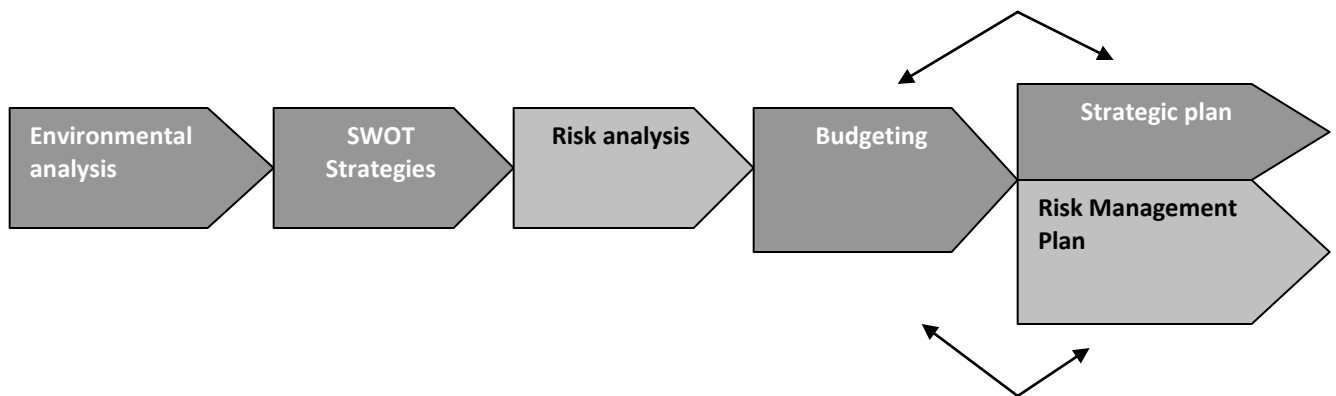 Environmental
analysis
SWOT
Strategies
Risk analysis
Budgeting
Strategic plan
Risk Management
Plan